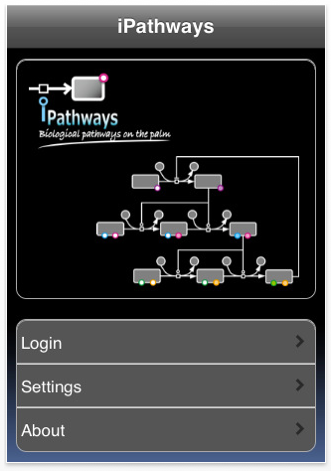 iPathways
iPathways
Biological pathways on the palm
Login
Settings
About